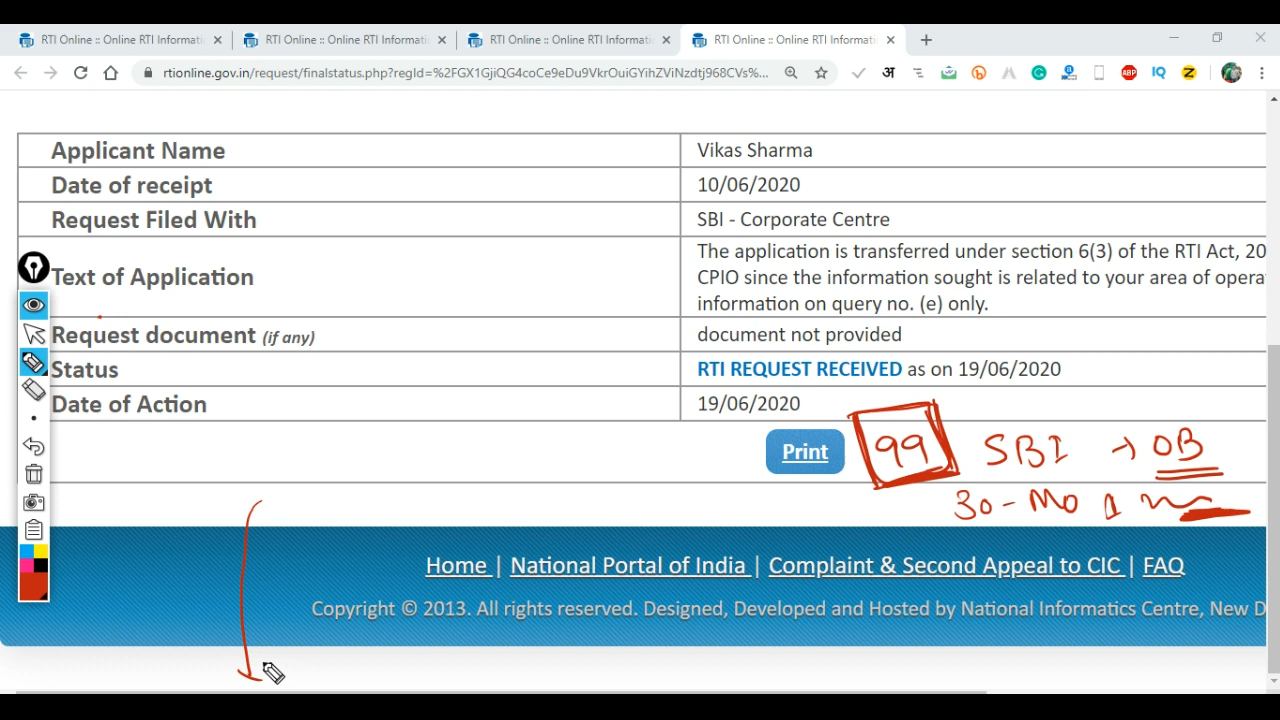 RTI Online :: Online RTI Informati
RTI Online :: Online RTI Informati
RTI Online :: Online RTI Informati
RTI Online :: Online RTI Informati
rtionline.gov.in/request/finalstatus.php?regId=%2FGX1GjiQG4coCe9eDu9VkrOuiGYihZViNzdtj968CVs%...
अ
ABP
IQ
Z
Applicant Name Vikas Sharma
Date of receipt 10/06/2020
Request Filed With SBI - Corporate Centre
Text of Application The application is transferred under section 6(3) of the RTI Act, 20
CPIO since the information sought is related to your area of opera
information on query no. (e) only.
Request document (if any) document not provided
Status RTI REQUEST RECEIVED as on 19/06/2020
Date of Action 19/06/2020
Print 99 SBI → OB
30 - Mo
Home | National Portal of India | Complaint & Second Appeal to CIC | FAQ
Copyright © 2013. All rights reserved. Designed, Developed and Hosted by National Informatics Centre, New D